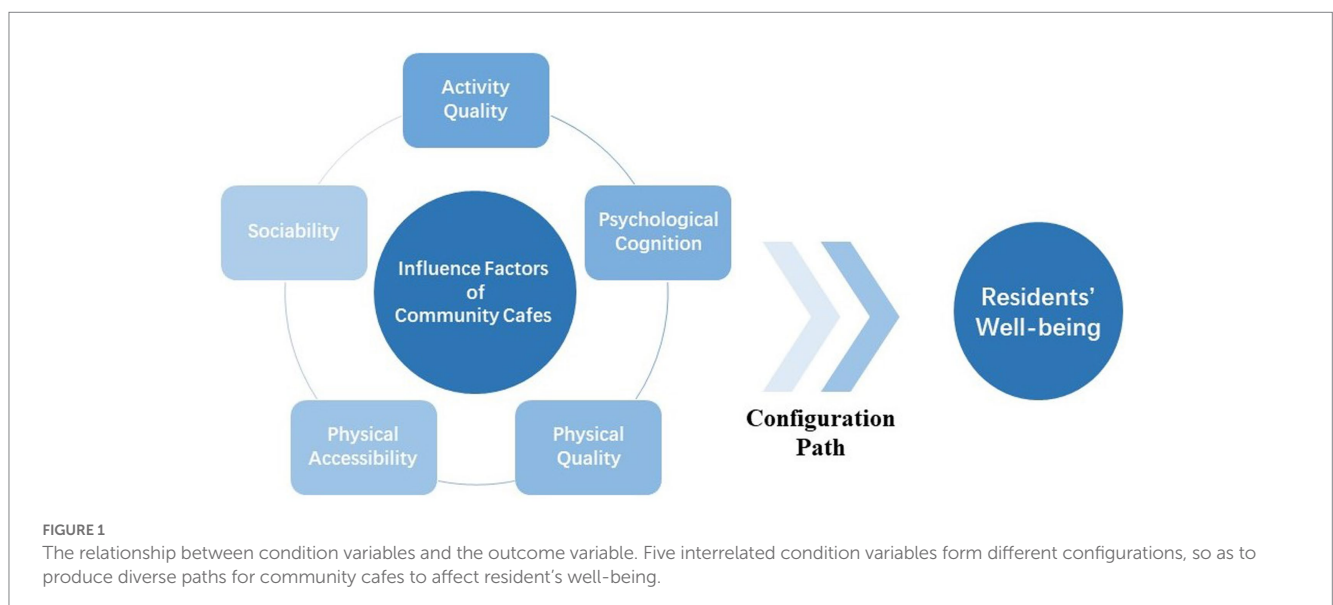 Activity
Quality
Sociability
Psychological
Cognition
Influence Factors
of
Community Cafes
Physical
Accessibility
Physical
Quality
Configuration
Path
Residents’
Well-being
FIGURE 1
The relationship between condition variables and the outcome variable. Five interrelated condition variables form different configurations, so as to
produce diverse paths for community cafes to affect resident’s well-being.